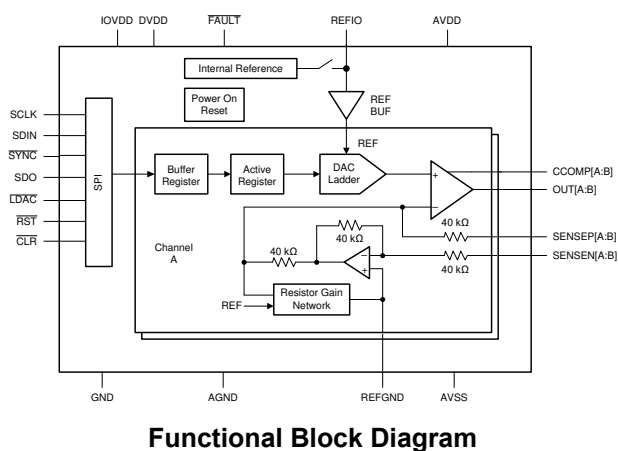 IOVDD DVDD FAULT REFIO AVDD
Internal Reference
Power On
Reset
REF
BUF
REF
SCLK
SDIN
SYNC
SDO
LDAC
RST
CLR
SPI
Buffer
Register
Active
Register
DAC
Ladder
+
–
CCOMP[A:B]
OUT[A:B]
SENSEP[A:B]
SENSEN[A:B]
40 kΩ
40 kΩ
40 kΩ
40 kΩ
–
+
Channel
A
Resistor Gain
Network
REF
GND AGND REFGND AVSS
Functional Block Diagram